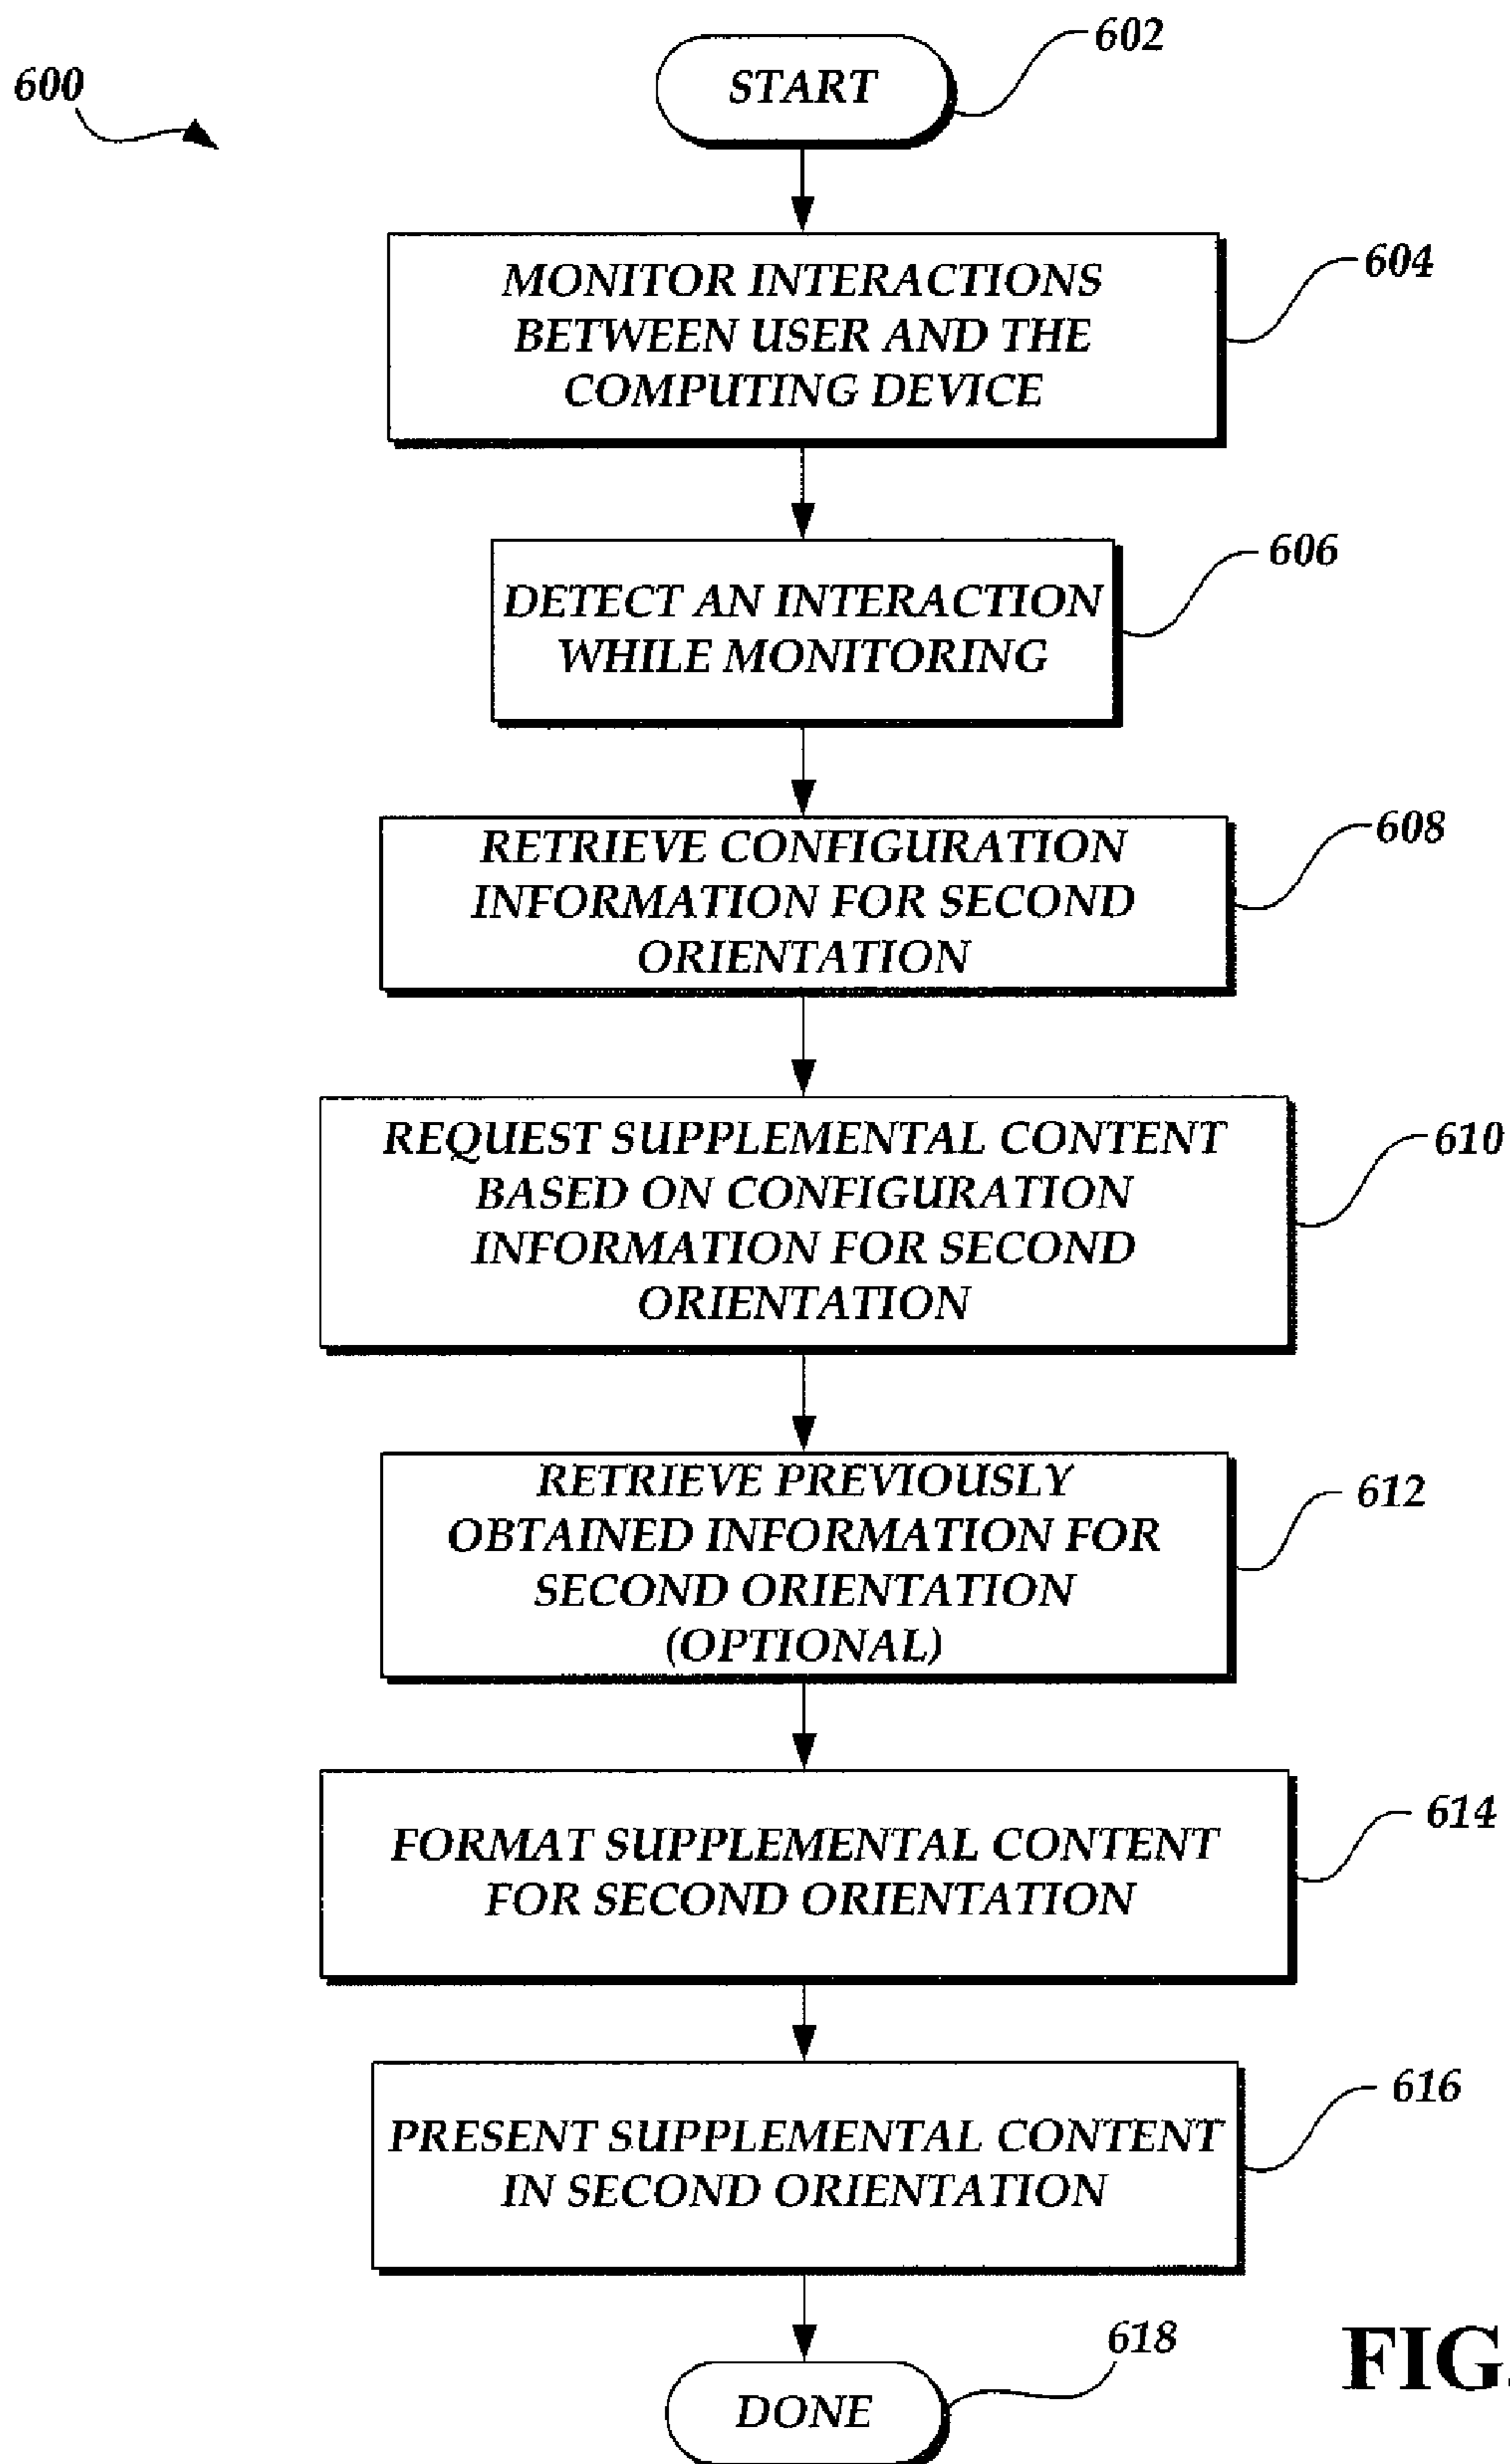 600
START
602
MONITOR INTERACTIONS
BETWEEN USER AND THE
COMPUTING DEVICE
604
DETECT AN INTERACTION
WHILE MONITORING
606
RETRIEVE CONFIGURATION
INFORMATION FOR SECOND
ORIENTATION
608
REQUEST SUPPLEMENTAL CONTENT
BASED ON CONFIGURATION
INFORMATION FOR SECOND
ORIENTATION
610
RETRIEVE PREVIOUSLY
OBTAINED INFORMATION FOR
SECOND ORIENTATION
(OPTIONAL)
612
FORMAT SUPPLEMENTAL CONTENT
FOR SECOND ORIENTATION
614
PRESENT SUPPLEMENTAL CONTENT
IN SECOND ORIENTATION
616
DONE
618
FIG.